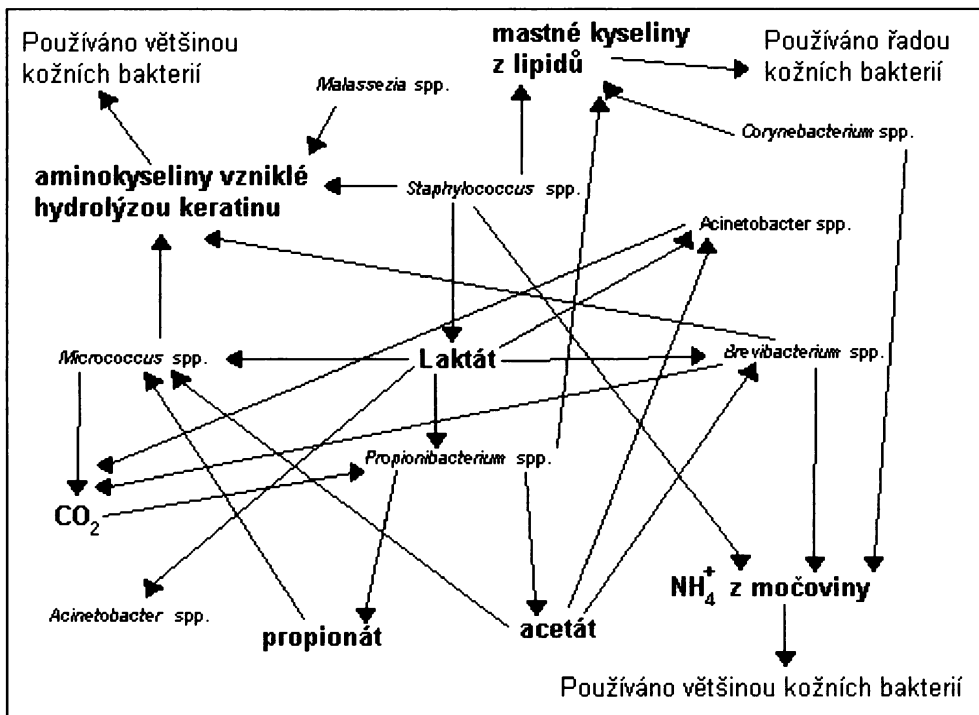 Používáno většinou
kožních bakterií
mastné kyseliny
z lipidů
Používáno řadou
kožních bakterií
Malassezia spp.
Corynebacterium spp.
aminokyseliny vzniklé
hydrolýzou keratinu
Staphylococcus spp.
Acinetobacter spp.
Micrococcus spp.
Laktát
Brevibacterium spp.
Propionibacterium spp.
CO2
NH4+ z močoviny
Acinetobacter spp.
propionát
acetát
Používáno většinou kožních bakterií